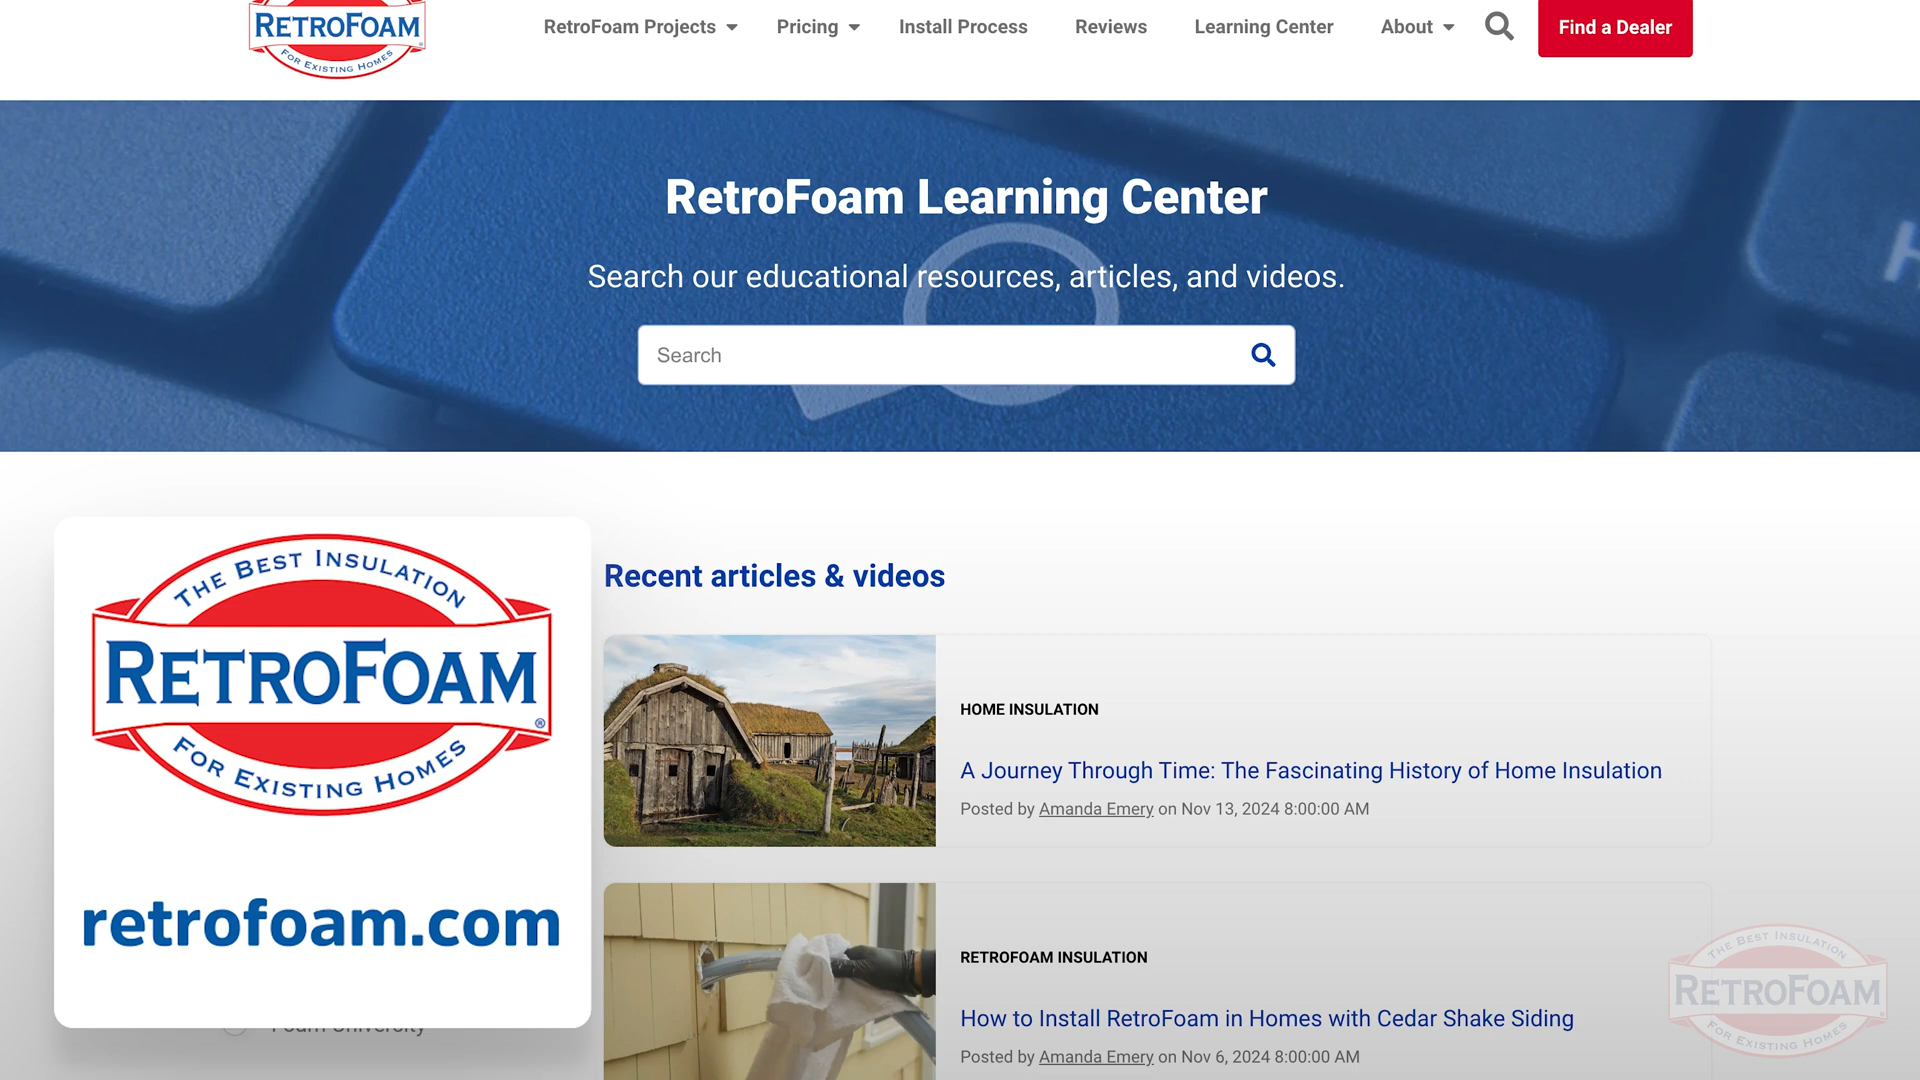 RETROFOAM
FOR EXISTING HOMES
RetroFoam Projects
Pricing
Install Process
Reviews
Learning Center
About
Find a Dealer
RetroFoam Learning Center
Search our educational resources, articles, and videos.
Search
THE BEST INSULATION
RETROFOAM
®
FOR EXISTING HOMES
retrofoam.com
Foam University
Recent articles & videos
HOME INSULATION
A Journey Through Time: The Fascinating History of Home Insulation
Posted by Amanda Emery on Nov 13, 2024 8:00:00 AM
RETROFOAM INSULATION
How to Install RetroFoam in Homes with Cedar Shake Siding
Posted by Amanda Emery on Nov 6, 2024 8:00:00 AM
THE BEST INSULATION
RETROFOAM
FOR EXISTING HOMES